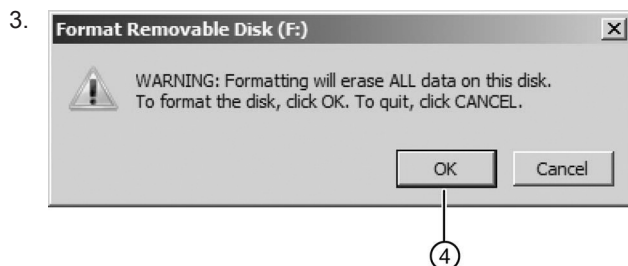 3.
Format Removable Disk (F:)
WARNING: Formatting will erase ALL data on this disk.
To format the disk, click OK. To quit, click CANCEL.
OK Cancel
4